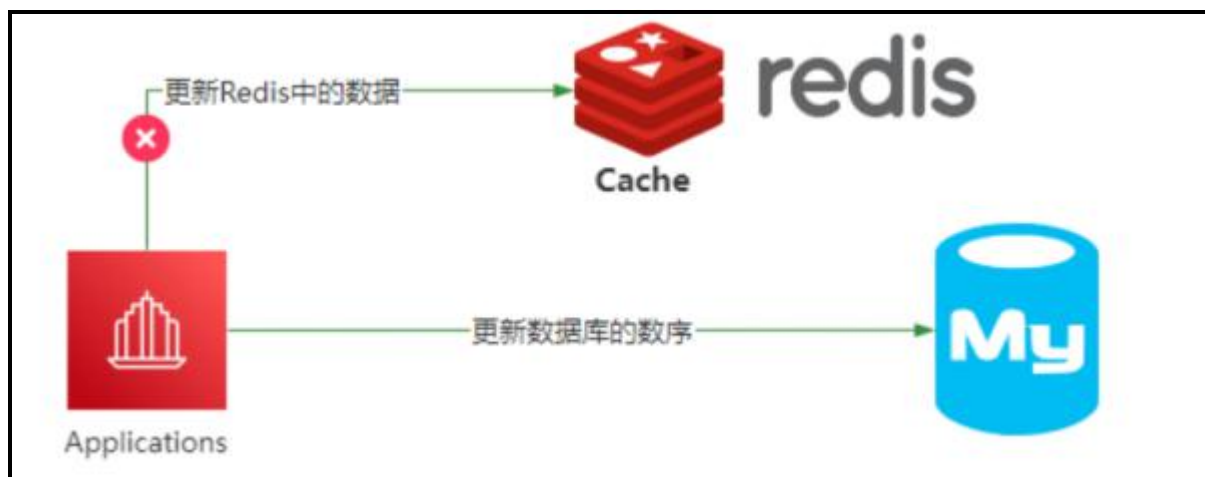 更新Redis中的数据
redis
Cache
更新数据库的数序
My
Applications